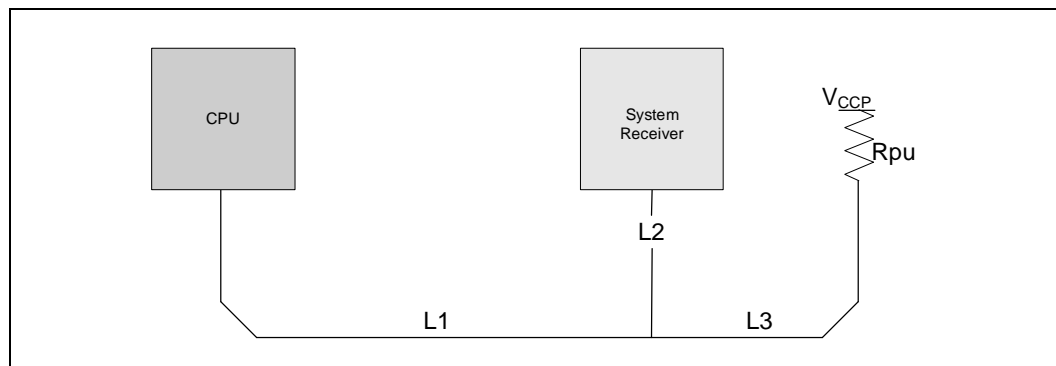 CPU
System
Receiver
VCCP
Rpu
L2
L1
L3